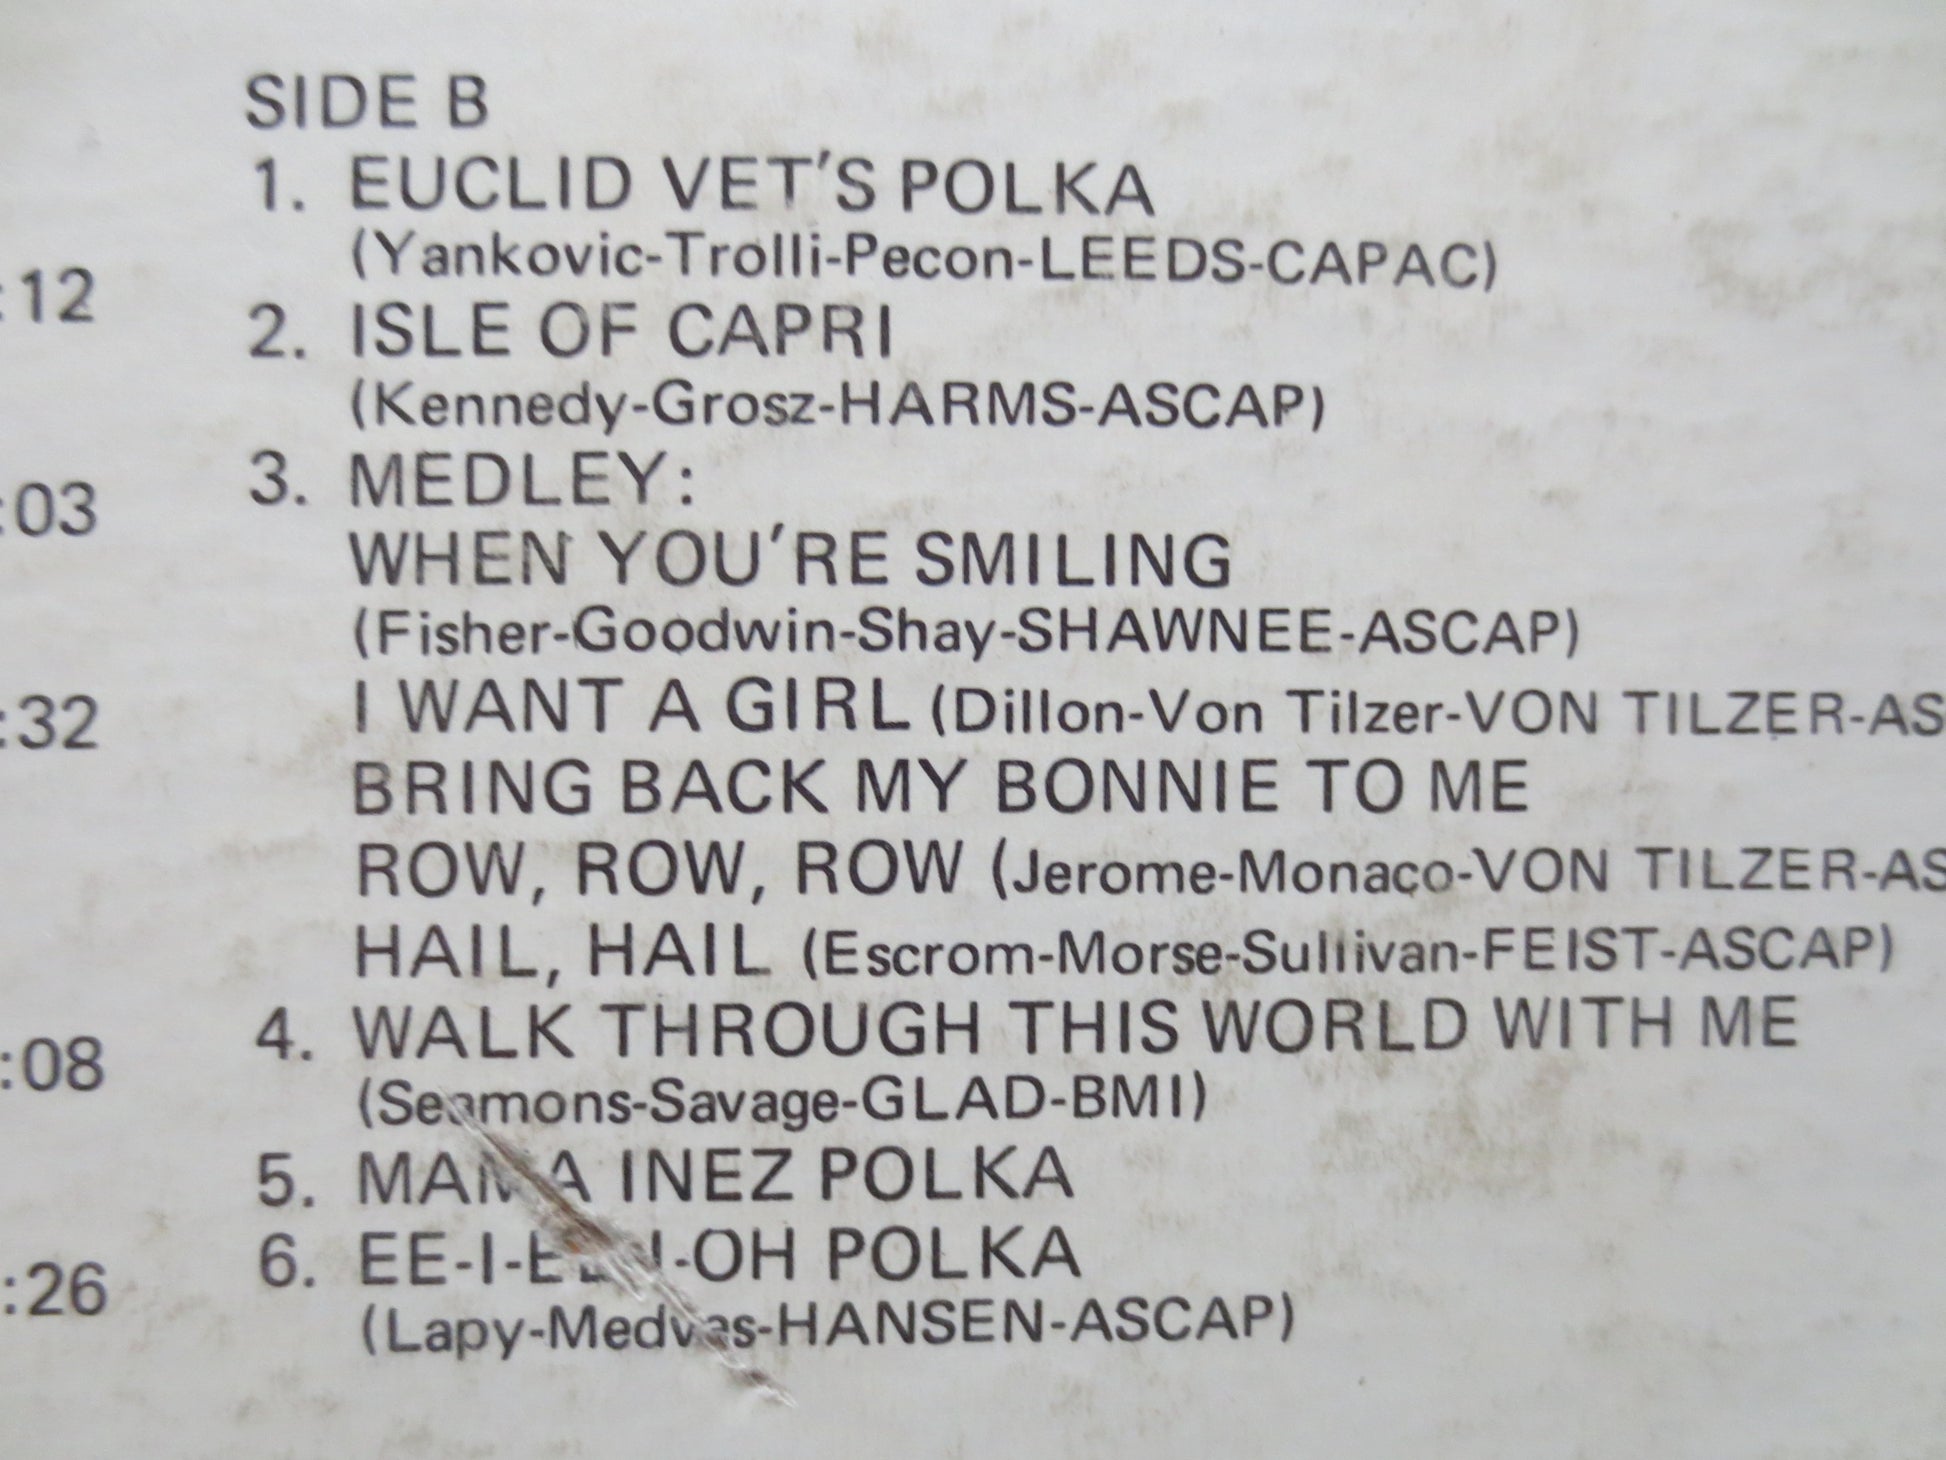 SIDE B
1. EUCLID VET'S POLKA
(Yankovic-Trolli-Pecon-LEEDS-CAPAC)
:12
2. ISLE OF CAPRI
(Kennedy-Grosz-HARMS-ASCAP)
3. MEDLEY:
:03
WHEN YOU'RE SMILING
(Fisher-Goodwin-Shay-SHAWNEE-ASCAP)
:32
I WANT A GIRL (Dillon-Von Tilzer-VON TILZER-AS
BRING BACK MY BONNIE TO ME
ROW, ROW, ROW (Jerome-Monaco-VON TILZER-AS
HAIL, HAIL (Escrom-Morse-Sullivan-FEIST-ASCAP)
4. WALK THROUGH THIS WORLD WITH ME
:08
(Seamons-Savage-GLAD-BMI)
5. MAMA INEZ POLKA
6. POLKA
:26
(Lapy-Medves-HANSEN-ASCAP)